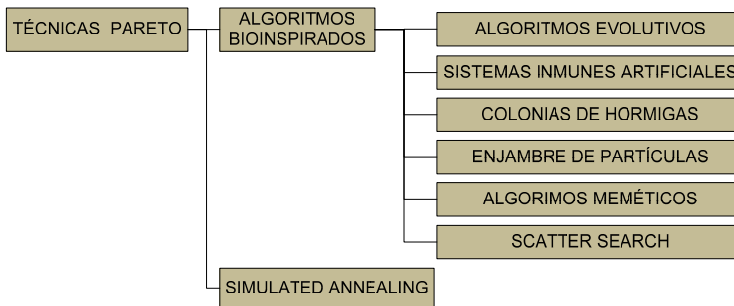 TÉCNICAS PARETO
ALGORITMOS
BIOINSPIRADOS
ALGORITMOS EVOLUTIVOS
SISTEMAS INMUNES ARTIFICIALES
COLONIAS DE HORMIGAS
ENJAMBRE DE PARTÍCULAS
ALGORIMOS MEMÉTICOS
SCATTER SEARCH
SIMULATED ANNEALING